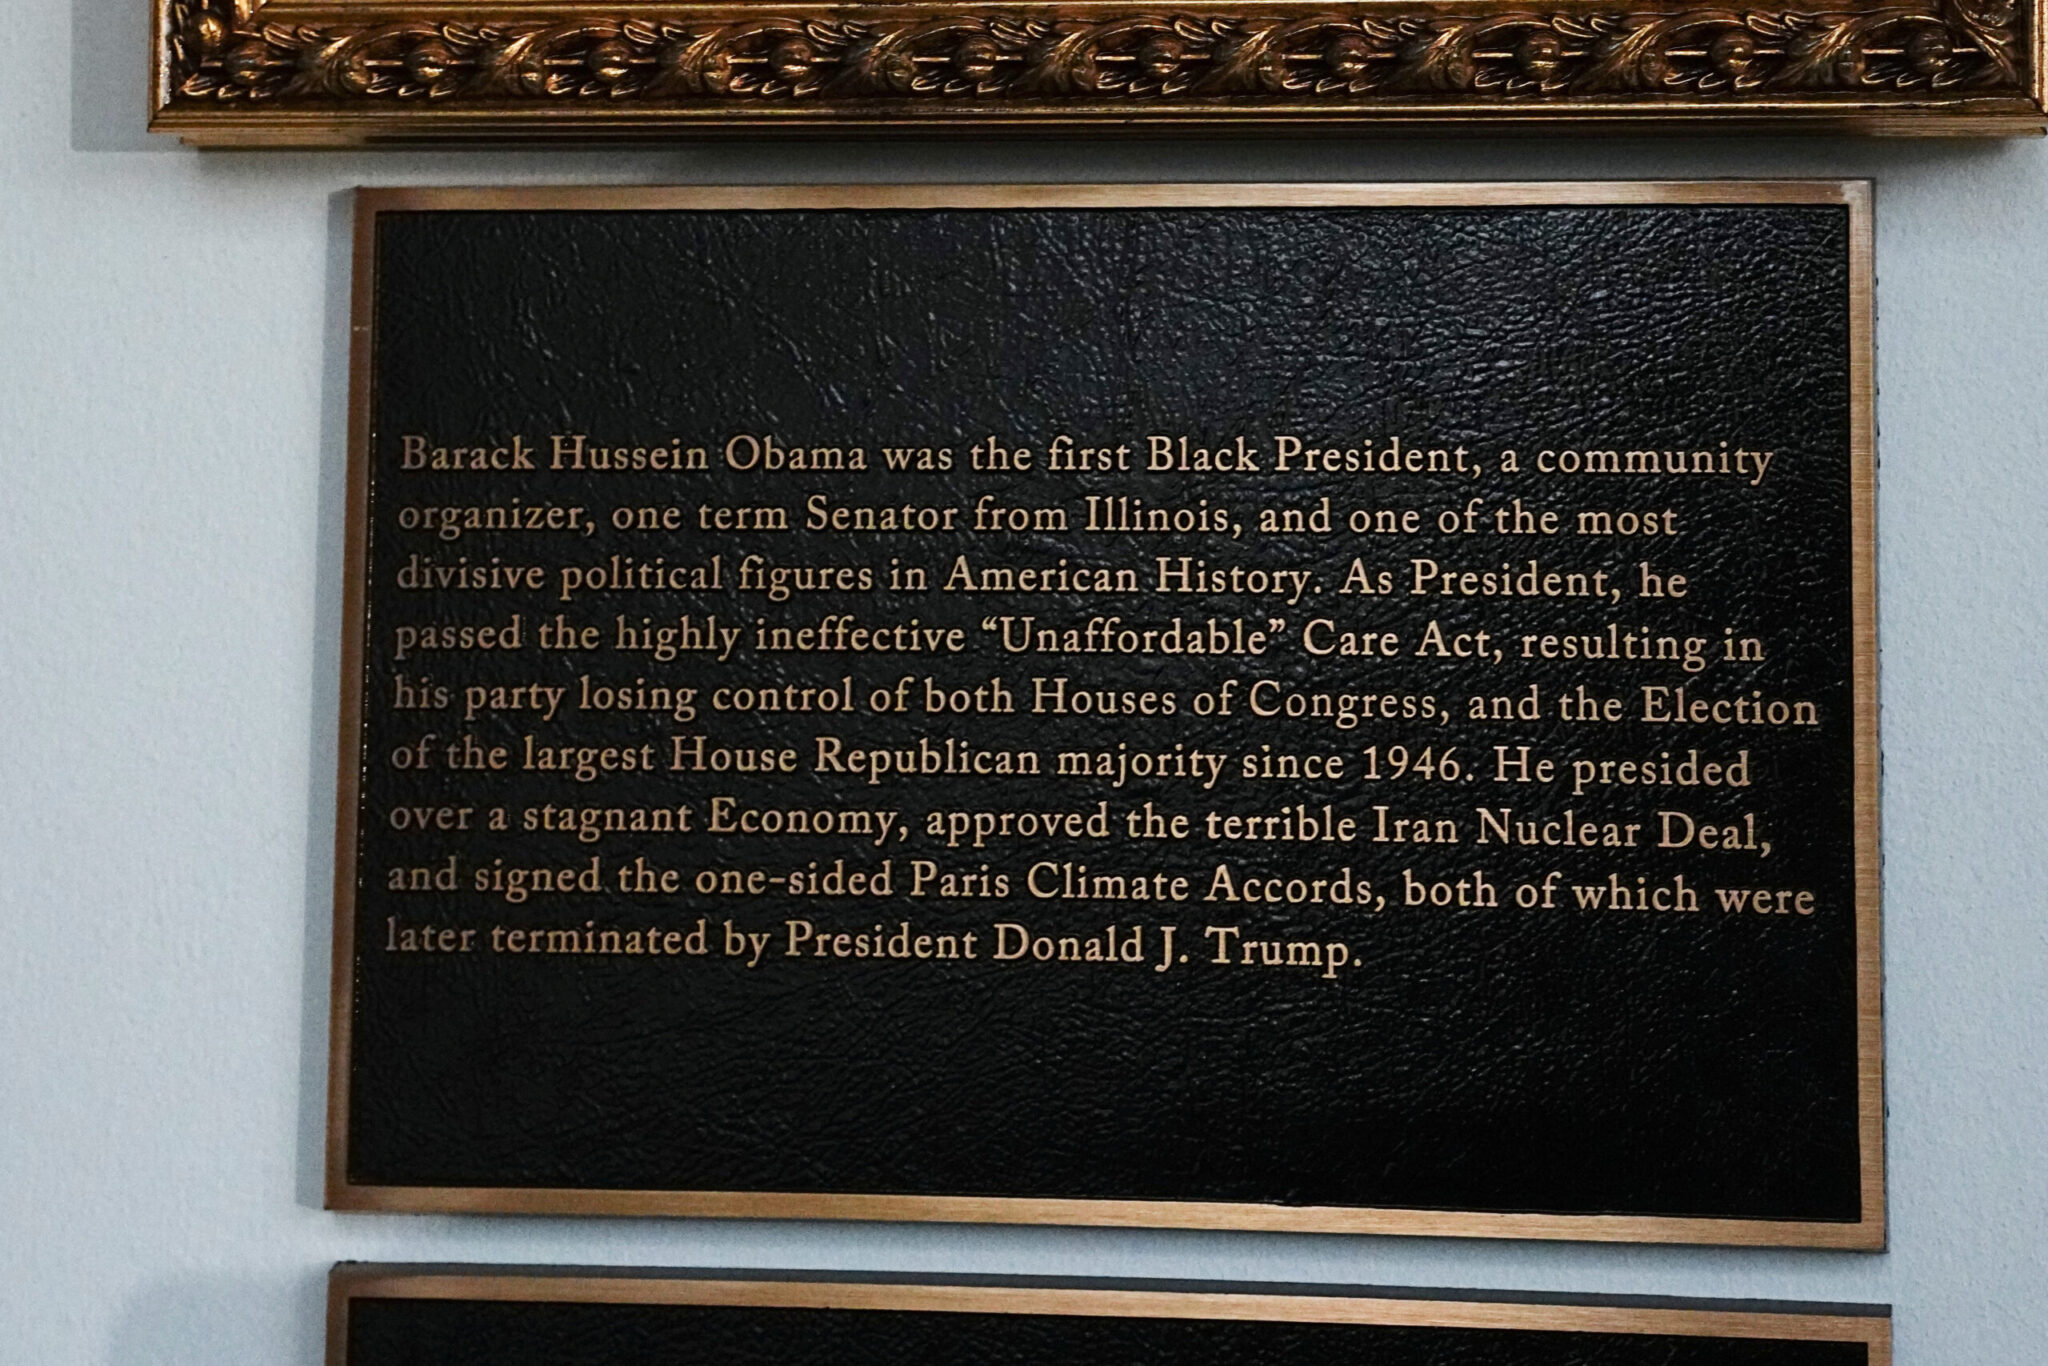 Barack Hussein Obama was the first Black President, a community
organizer, one term Senator from Illinois, and one of the most
divisive political figures in American History. As President, he
passed the highly ineffective “Unaffordable” Care Act, resulting in
his party losing control of both Houses of Congress, and the Election
of the largest House Republican majority since 1946. He presided
over a stagnant Economy, approved the terrible Iran Nuclear Deal,
and signed the one-sided Paris Climate Accords, both of which were
later terminated by President Donald J. Trump.